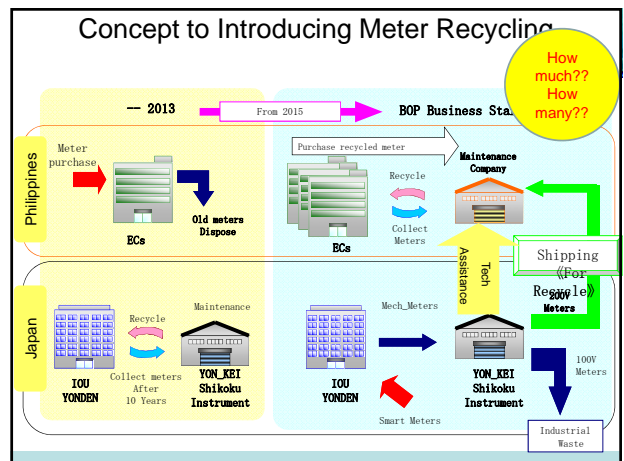 Concept to Introducing Meter Recycling
How
much??
How
many??
-- 2013
From 2015
BOP Business Sta
Philippines
Meter
purchase
ECs
Old meters
Dispose
Purchase recycled meter
ECs
Recycle
Collect
Meters
Maintenance
Company
Tech
Assistance
Shipping
《For
Recycle》
200V
Meters
Japan
IOU
YONDEN
Recycle
Collect meters
After
10 Years
Maintenance
YON_KEI
Shikoku
Instrument
IOU
YONDEN
Mech_Meters
Smart Meters
YON_KEI
Shikoku
Instrument
100V
Meters
Industrial
Waste